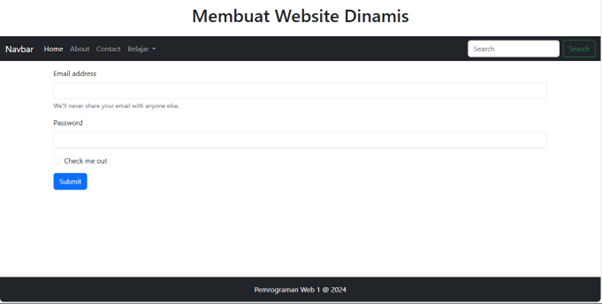 Membuat Website Dinamis
Navbar Home About Contact Belajar Search Search
Email address
We'll never share your email with anyone else.
Password
Check me out
Submit
Pemrograman Web 1 @ 2024